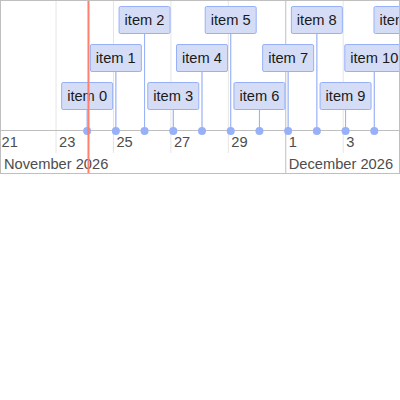 item 2 item 5 item 8
item 1 item 4 item 7 item 10
item 0 item 3 item 6 item 9
21 23 25 27 29 1 3
November 2026 December 2026